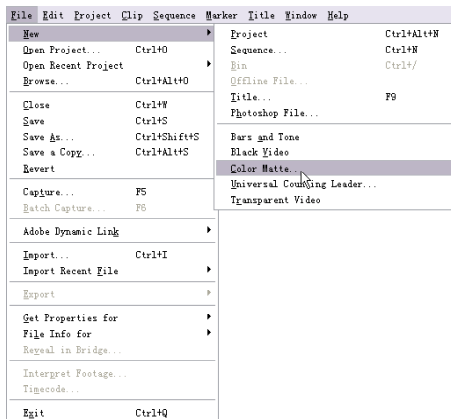 File Edit Project Clip Sequence Marker Title Window Help
New
Open Project... Ctrl+O
Open Recent Project
Browse... Ctrl+Alt+O
Close Ctrl+W
Save Ctrl+S
Save As... Ctrl+Shift+S
Save a Copy... Ctrl+Alt+S
Revert
Capture... F5
Batch Capture... F6
Adobe Dynamic Link
Import... Ctrl+I
Import Recent File
Export
Get Properties for
File Info for
Reveal in Bridge...
Interpret Footage...
Timecode...
Exit Ctrl+Q
Project Ctrl+Alt+N
Sequence... Ctrl+N
Bin Ctrl+/
Offline File...
Title... F9
Photoshop File...
Bars and Tone
Black Video
Color Matte...
Universal Counting Leader...
Transparent Video